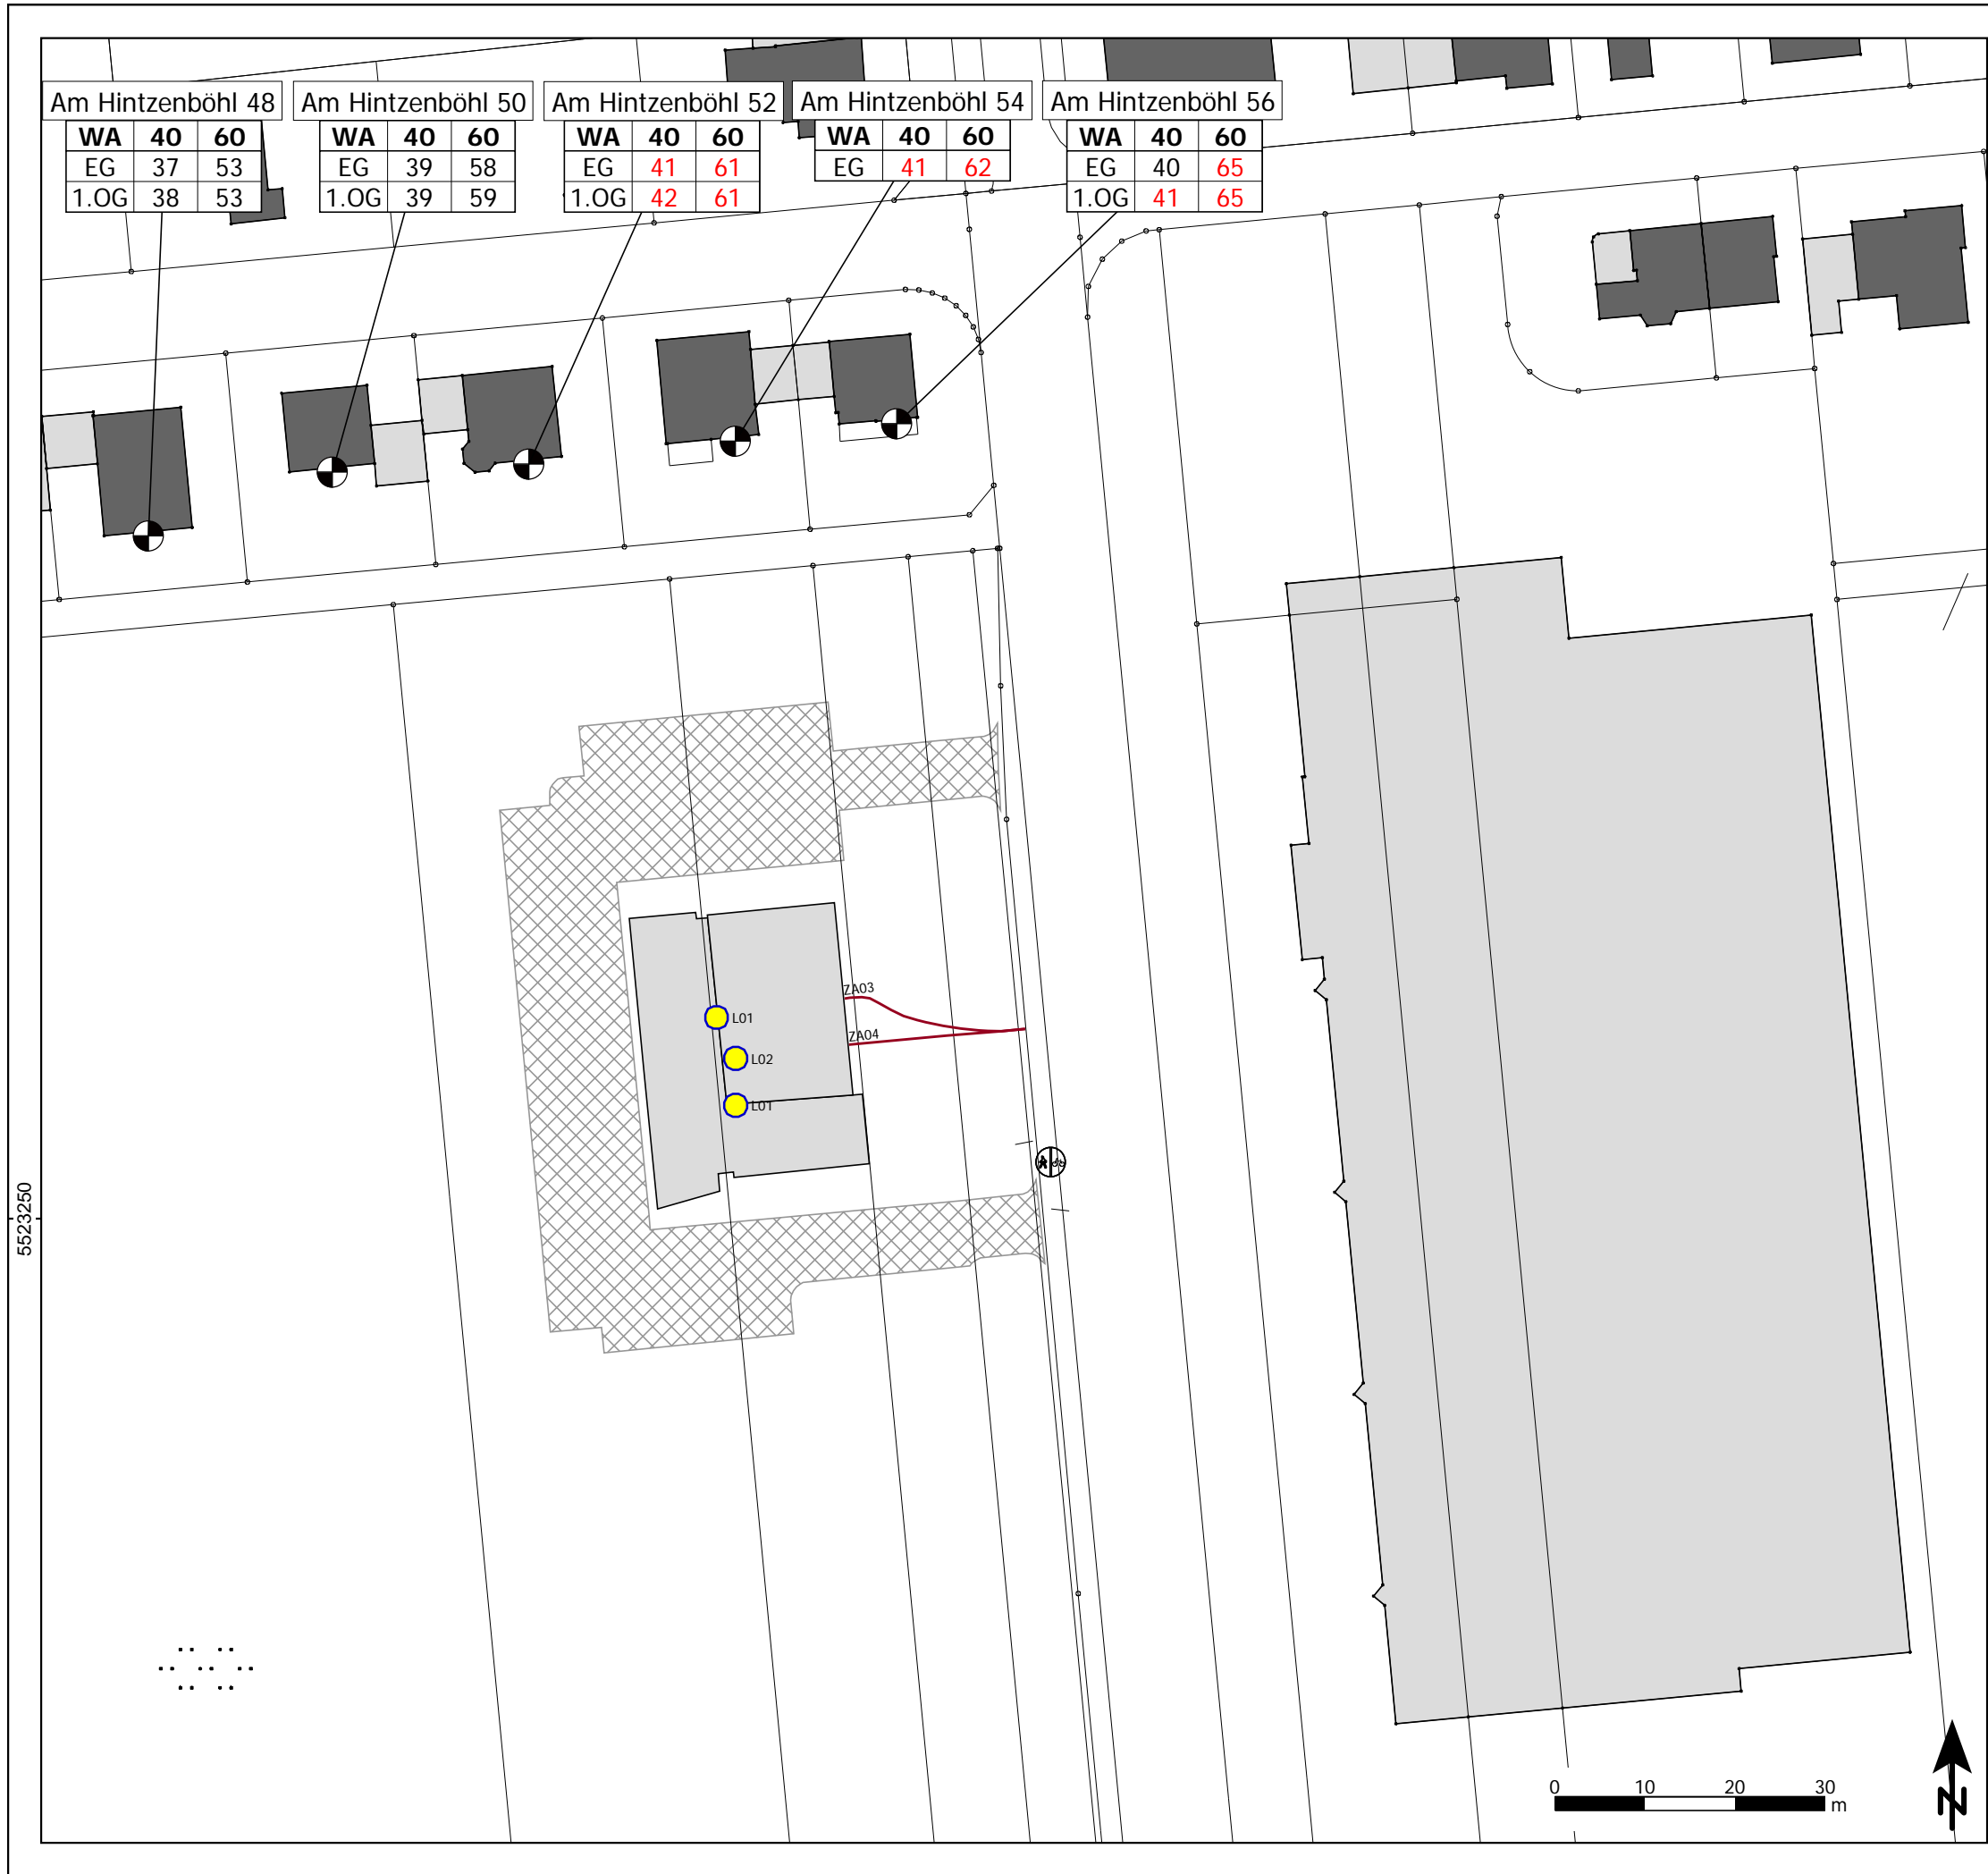 Am Hintzenböhl 48
WA 40 60
EG 37 53
1.OG 38 53
Am Hintzenböhl 50
WA 40 60
EG 39 58
1.OG 39 59
Am Hintzenböhl 52
WA 40 60
EG 41 61
1.OG 42 61
Am Hintzenböhl 54
WA 40 60
EG 41 62
Am Hintzenböhl 56
WA 40 60
EG 40 65
1.OG 41 65
ZA03
L01
ZA04
L02
L01
5523250
0 10 20 30
m
N